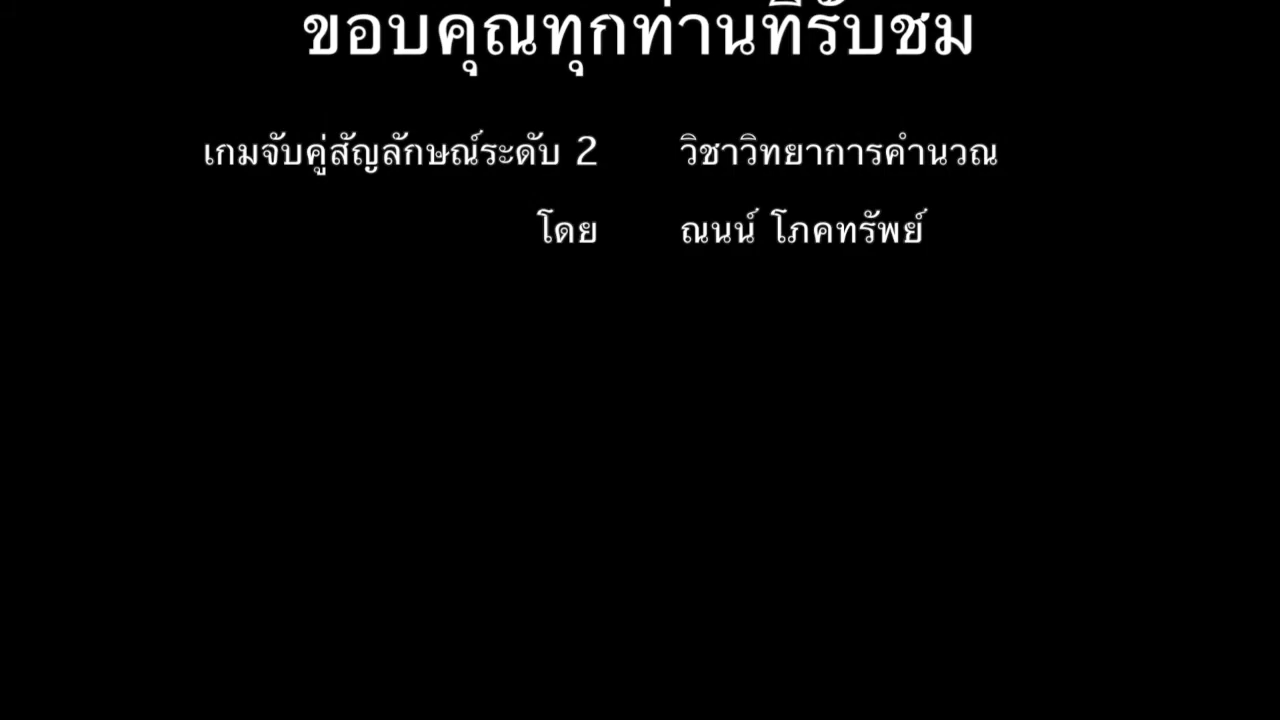 ขอบคุณทุกท่านที่รับชม
เกมจับคู่สัญลักษณ์ระดับ 2 วิชาวิทยาการคำนวณ
โดย ณนน์ โภคทรัพย์